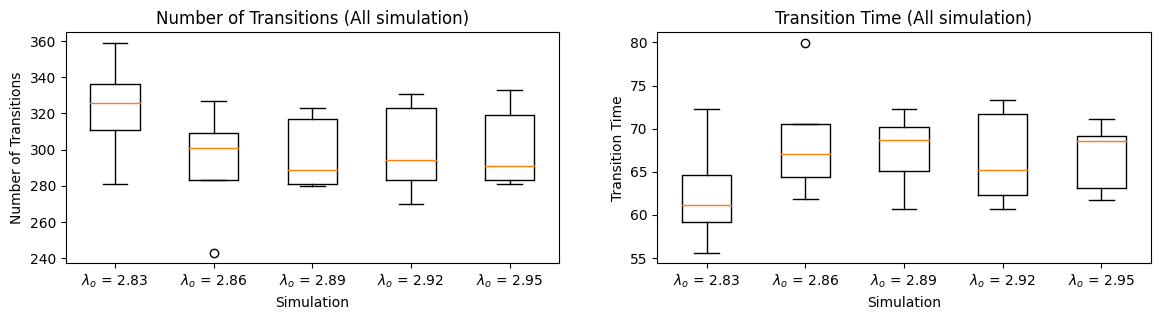 Number of Transitions (All simulation)
Number of Transitions
360
340
320
300
280
260
240
λo = 2.83
λo = 2.86
λo = 2.89
λo = 2.92
λo = 2.95
Simulation
Transition Time (All simulation)
Transition Time
80
75
70
65
60
55
λo = 2.83
λo = 2.86
λo = 2.89
λo = 2.92
λo = 2.95
Simulation